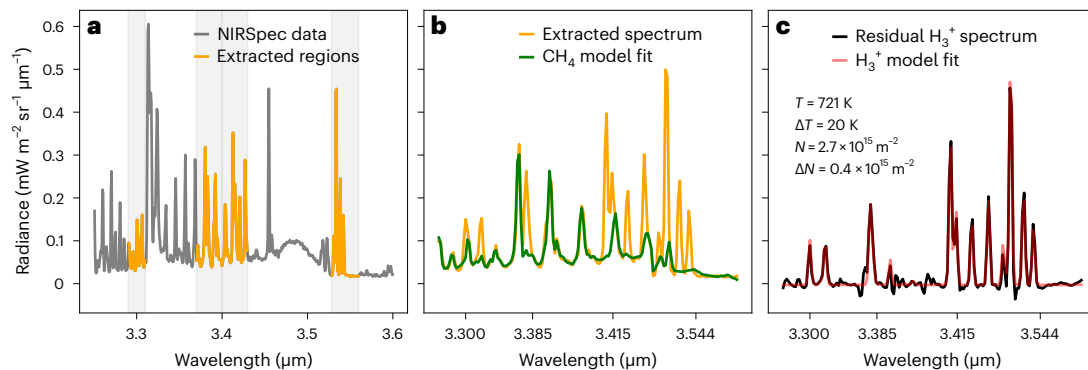 a
NIRSpec data
Extracted regions
Radiance (mW m⁻² sr⁻¹ μm⁻¹)
0.6
0.5
0.4
0.3
0.2
0.1
0
3.3
3.4
3.5
3.6
Wavelength (μm)
b
Extracted spectrum
CH₄ model fit
3.300
3.385
3.415
3.544
Wavelength (μm)
c
Residual H₃⁺ spectrum
H₃⁺ model fit
T = 721 K
ΔT = 20 K
N = 2.7 × 10¹⁵ m⁻²
ΔN = 0.4 × 10¹⁵ m⁻²
3.300
3.385
3.415
3.544
Wavelength (μm)